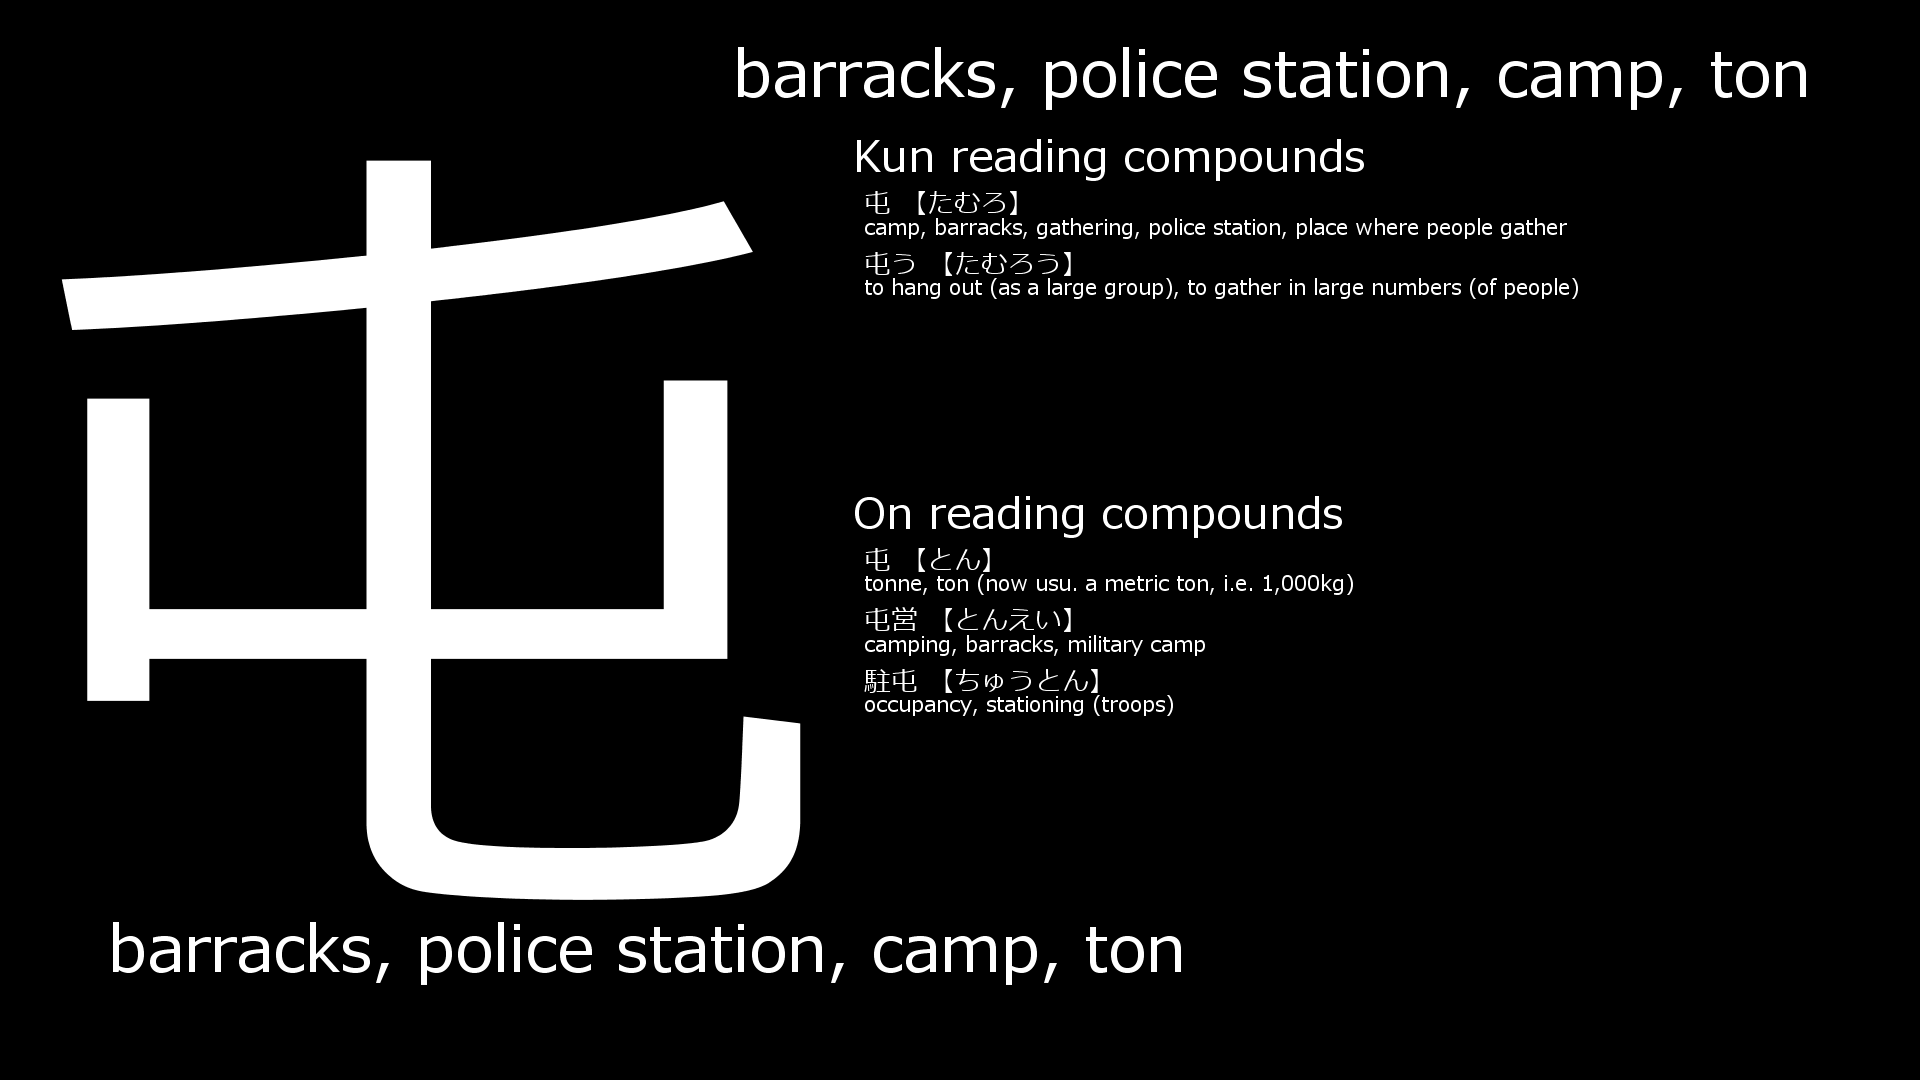 barracks, police station, camp, ton
屯
Kun reading compounds
屯 【たむろ】
camp, barracks, gathering, police station, place where people gather
屯う 【たむろう】
to hang out (as a large group), to gather in large numbers (of people)
On reading compounds
屯 【とん】
tonne, ton (now usu. a metric ton, i.e. 1,000kg)
屯営 【とんえい】
camping, barracks, military camp
駐屯 【ちゅうとん】
occupancy, stationing (troops)
barracks, police station, camp, ton